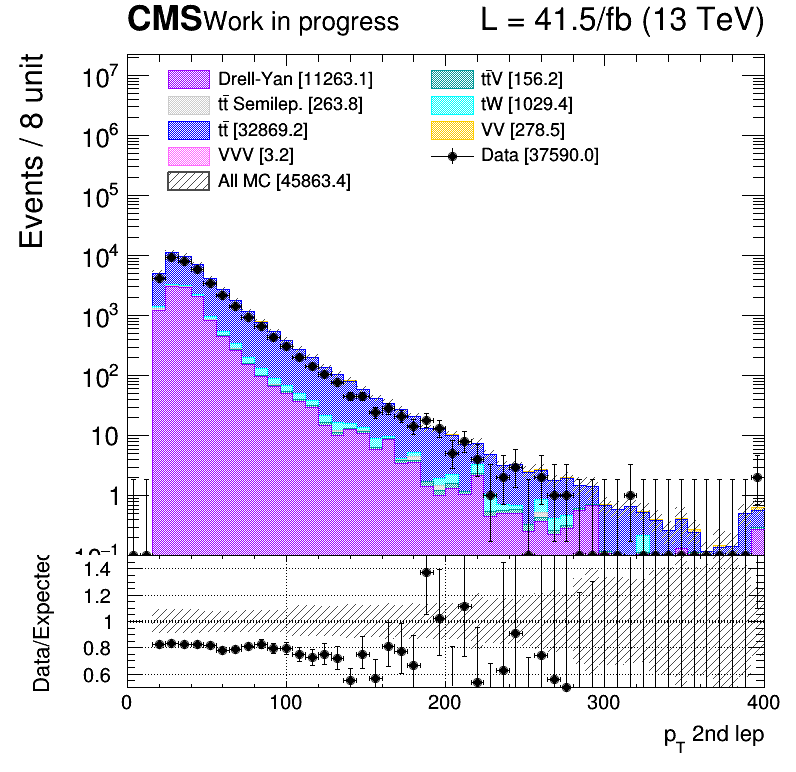 CMS Work in progress L = 41.5/fb (13 TeV)
Events / 8 unit
10⁷
10⁶
10⁵
10⁴
10³
10²
10
1
10⁻¹
Drell-Yan [11263.1]
tt̄ Semilep. [263.8]
tt̄ [32869.2]
VVV [3.2]
All MC [45863.4]
tt̄V [156.2]
tW [1029.4]
VV [278.5]
Data [37590.0]
Data/Expected
1.4
1.2
1
0.8
0.6
0 100 200 300 400
p_T 2nd lep